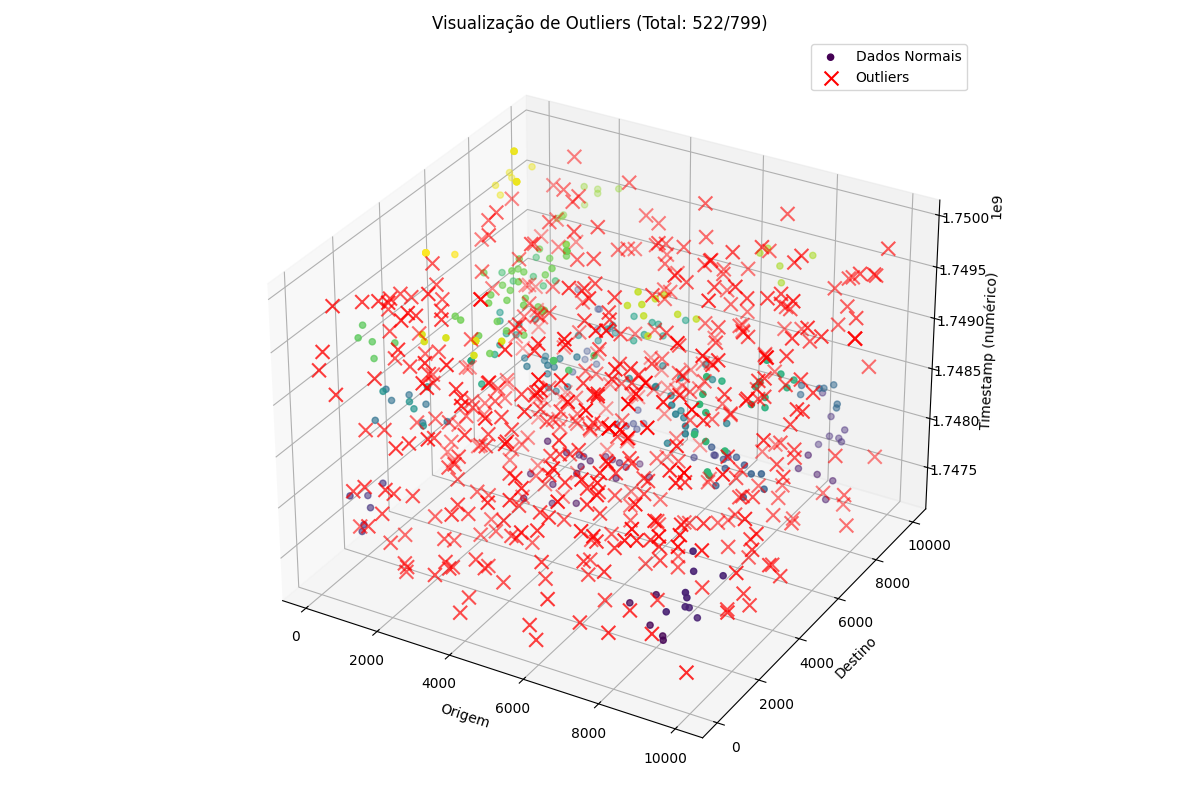 Visualização de Outliers (Total: 522/799)
Dados Normais
Outliers
1e9
1.7500
1.7495
1.7490
1.7485
1.7480
1.7475
Timestamp (numérico)
0
2000
4000
6000
8000
10000
Origem
0
2000
4000
6000
8000
10000
Destino